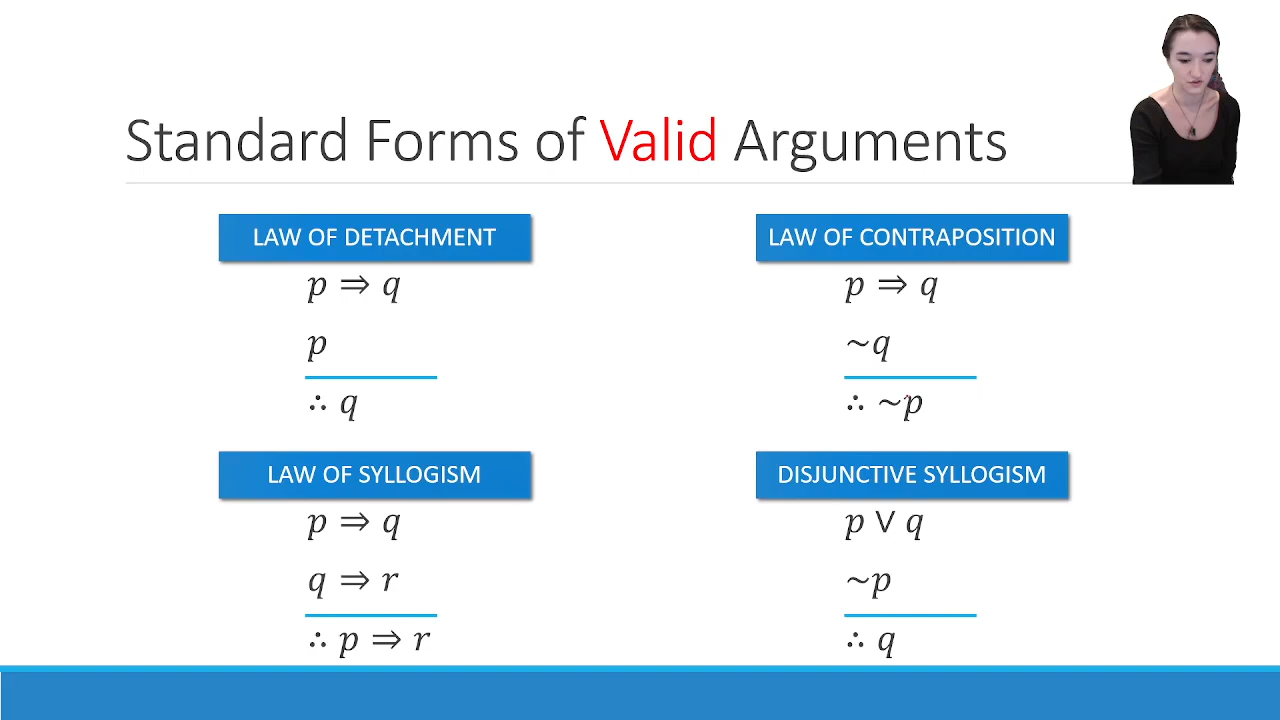 Standard Forms of Valid Arguments
LAW OF DETACHMENT
p ⇒ q
p
∴ q
LAW OF CONTRAPOSITION
p ⇒ q
~q
∴ ~p
LAW OF SYLLOGISM
p ⇒ q
q ⇒ r
∴ p ⇒ r
DISJUNCTIVE SYLLOGISM
p ∨ q
~p
∴ q